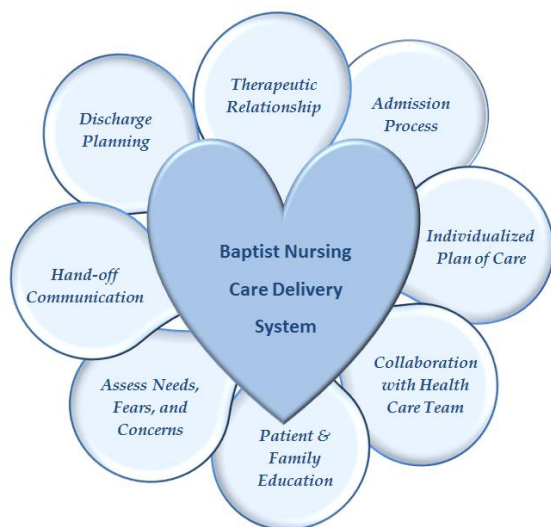 Therapeutic
Relationship
Admission
Process
Individualized
Plan of Care
Collaboration
with Health
Care Team
Patient &
Family
Education
Assess Needs,
Fears, and
Concerns
Hand-off
Communication
Discharge
Planning
Baptist Nursing
Care Delivery
System